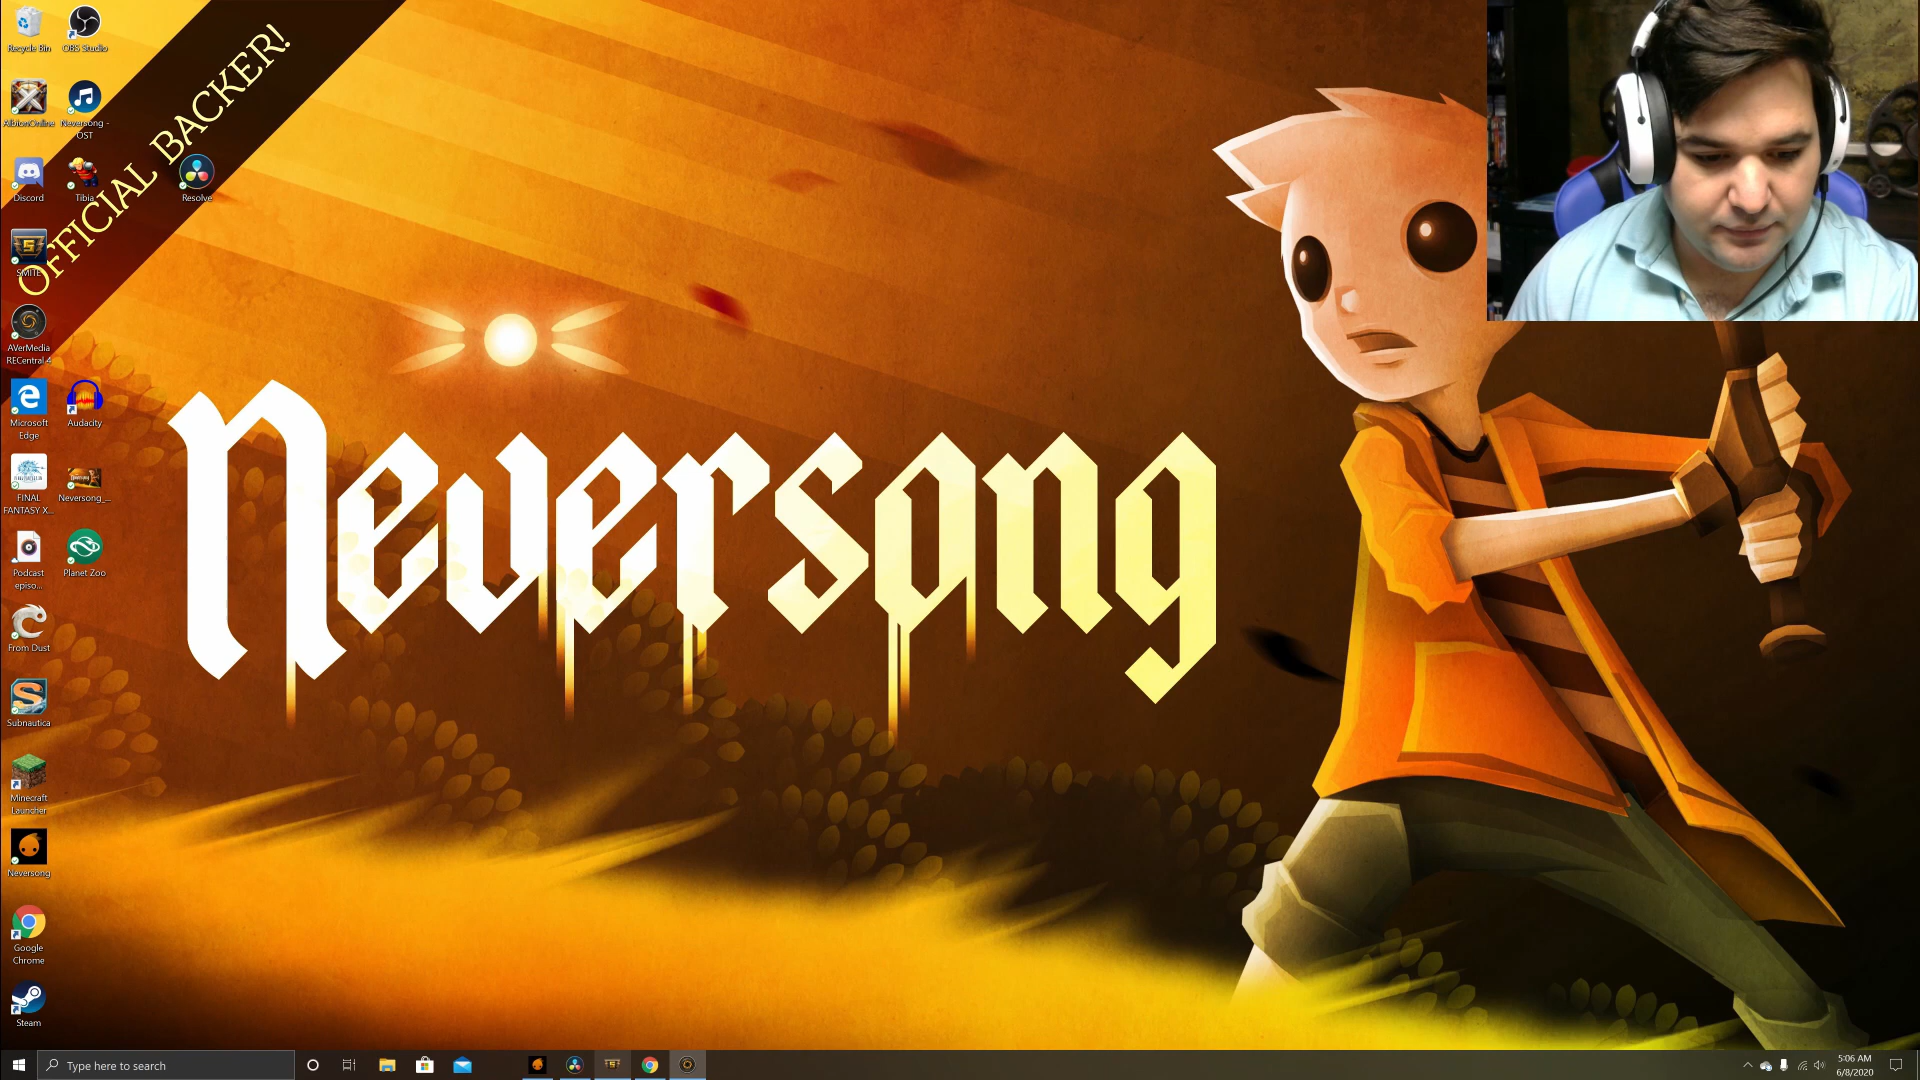 OFFICIAL BACKER!
Neversong
Recycle Bin
OBS Studio
AlbionOnline
Neversong -
OST
Discord
Tibia
Resolve
SMITE
AVerMedia
RECentral 4
Microsoft
Edge
Audacity
FINAL
FANTASY X...
Neversong_...
Podcast
episo...
Planet Zoo
From Dust
Subnautica
Minecraft
Launcher
Neversong
Google
Chrome
Steam
Type here to search
5:06 AM
6/8/2020